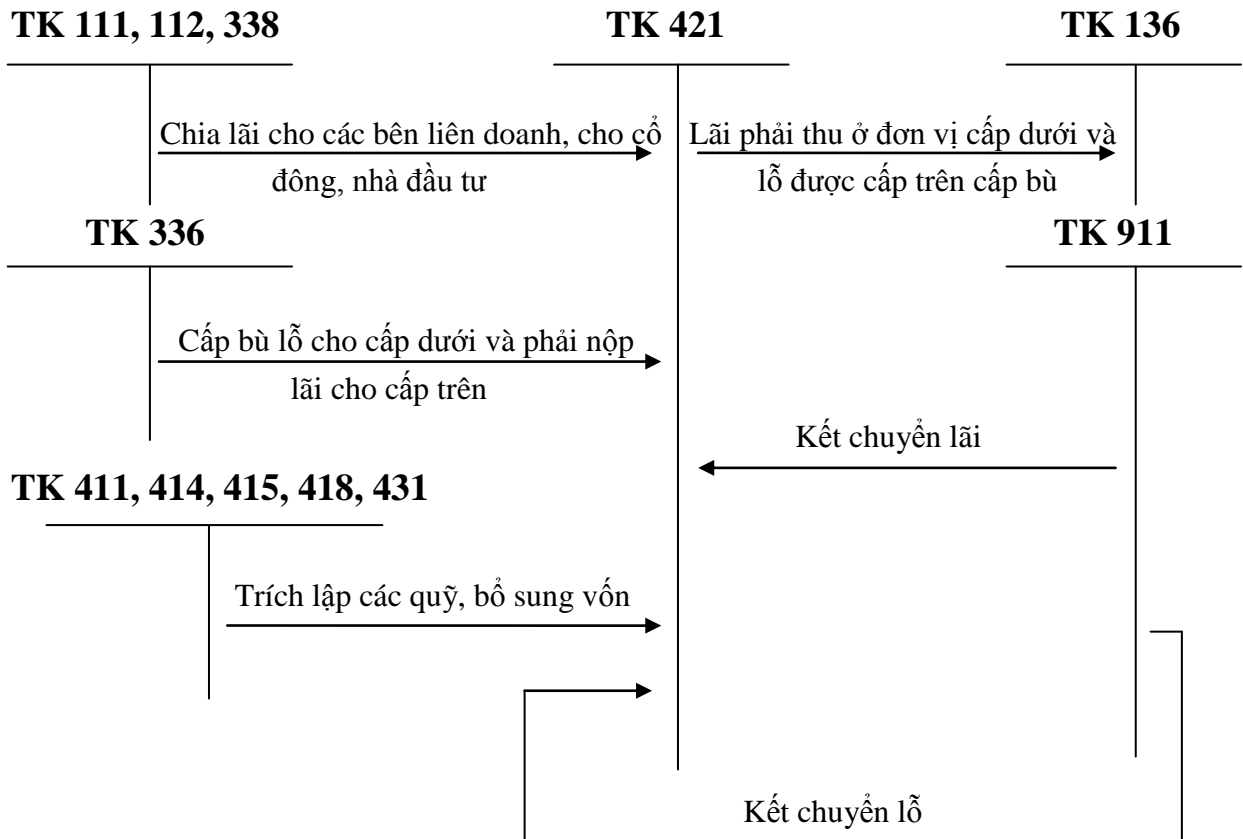 TK 111, 112, 338
TK 421
TK 136
Chia lãi cho các bên liên doanh, cho cổ
đông, nhà đầu tư
Lãi phải thu ở đơn vị cấp dưới và
lỗ được cấp trên cấp bù
TK 336
TK 911
Cấp bù lỗ cho cấp dưới và phải nộp
lãi cho cấp trên
Kết chuyển lãi
TK 411, 414, 415, 418, 431
Trích lập các quỹ, bổ sung vốn
Kết chuyển lỗ